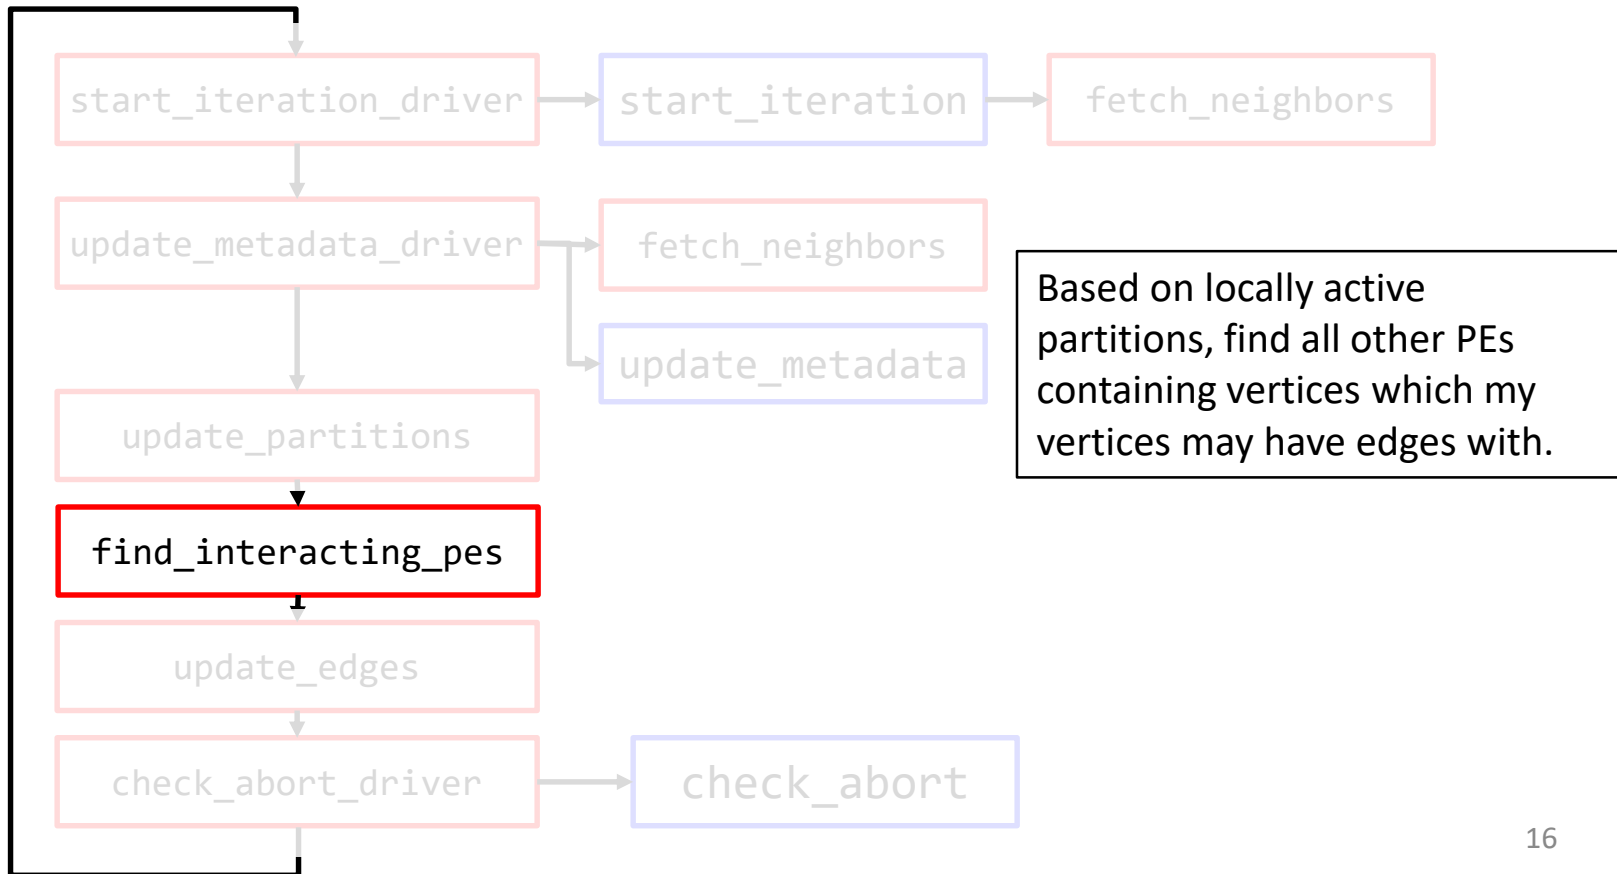 start_iteration_driver
start_iteration
fetch_neighbors
update_metadata_driver
fetch_neighbors
update_metadata
Based on locally active
partitions, find all other PEs
containing vertices which my
vertices may have edges with.
update_partitions
find_interacting_pes
update_edges
check_abort_driver
check_abort
16